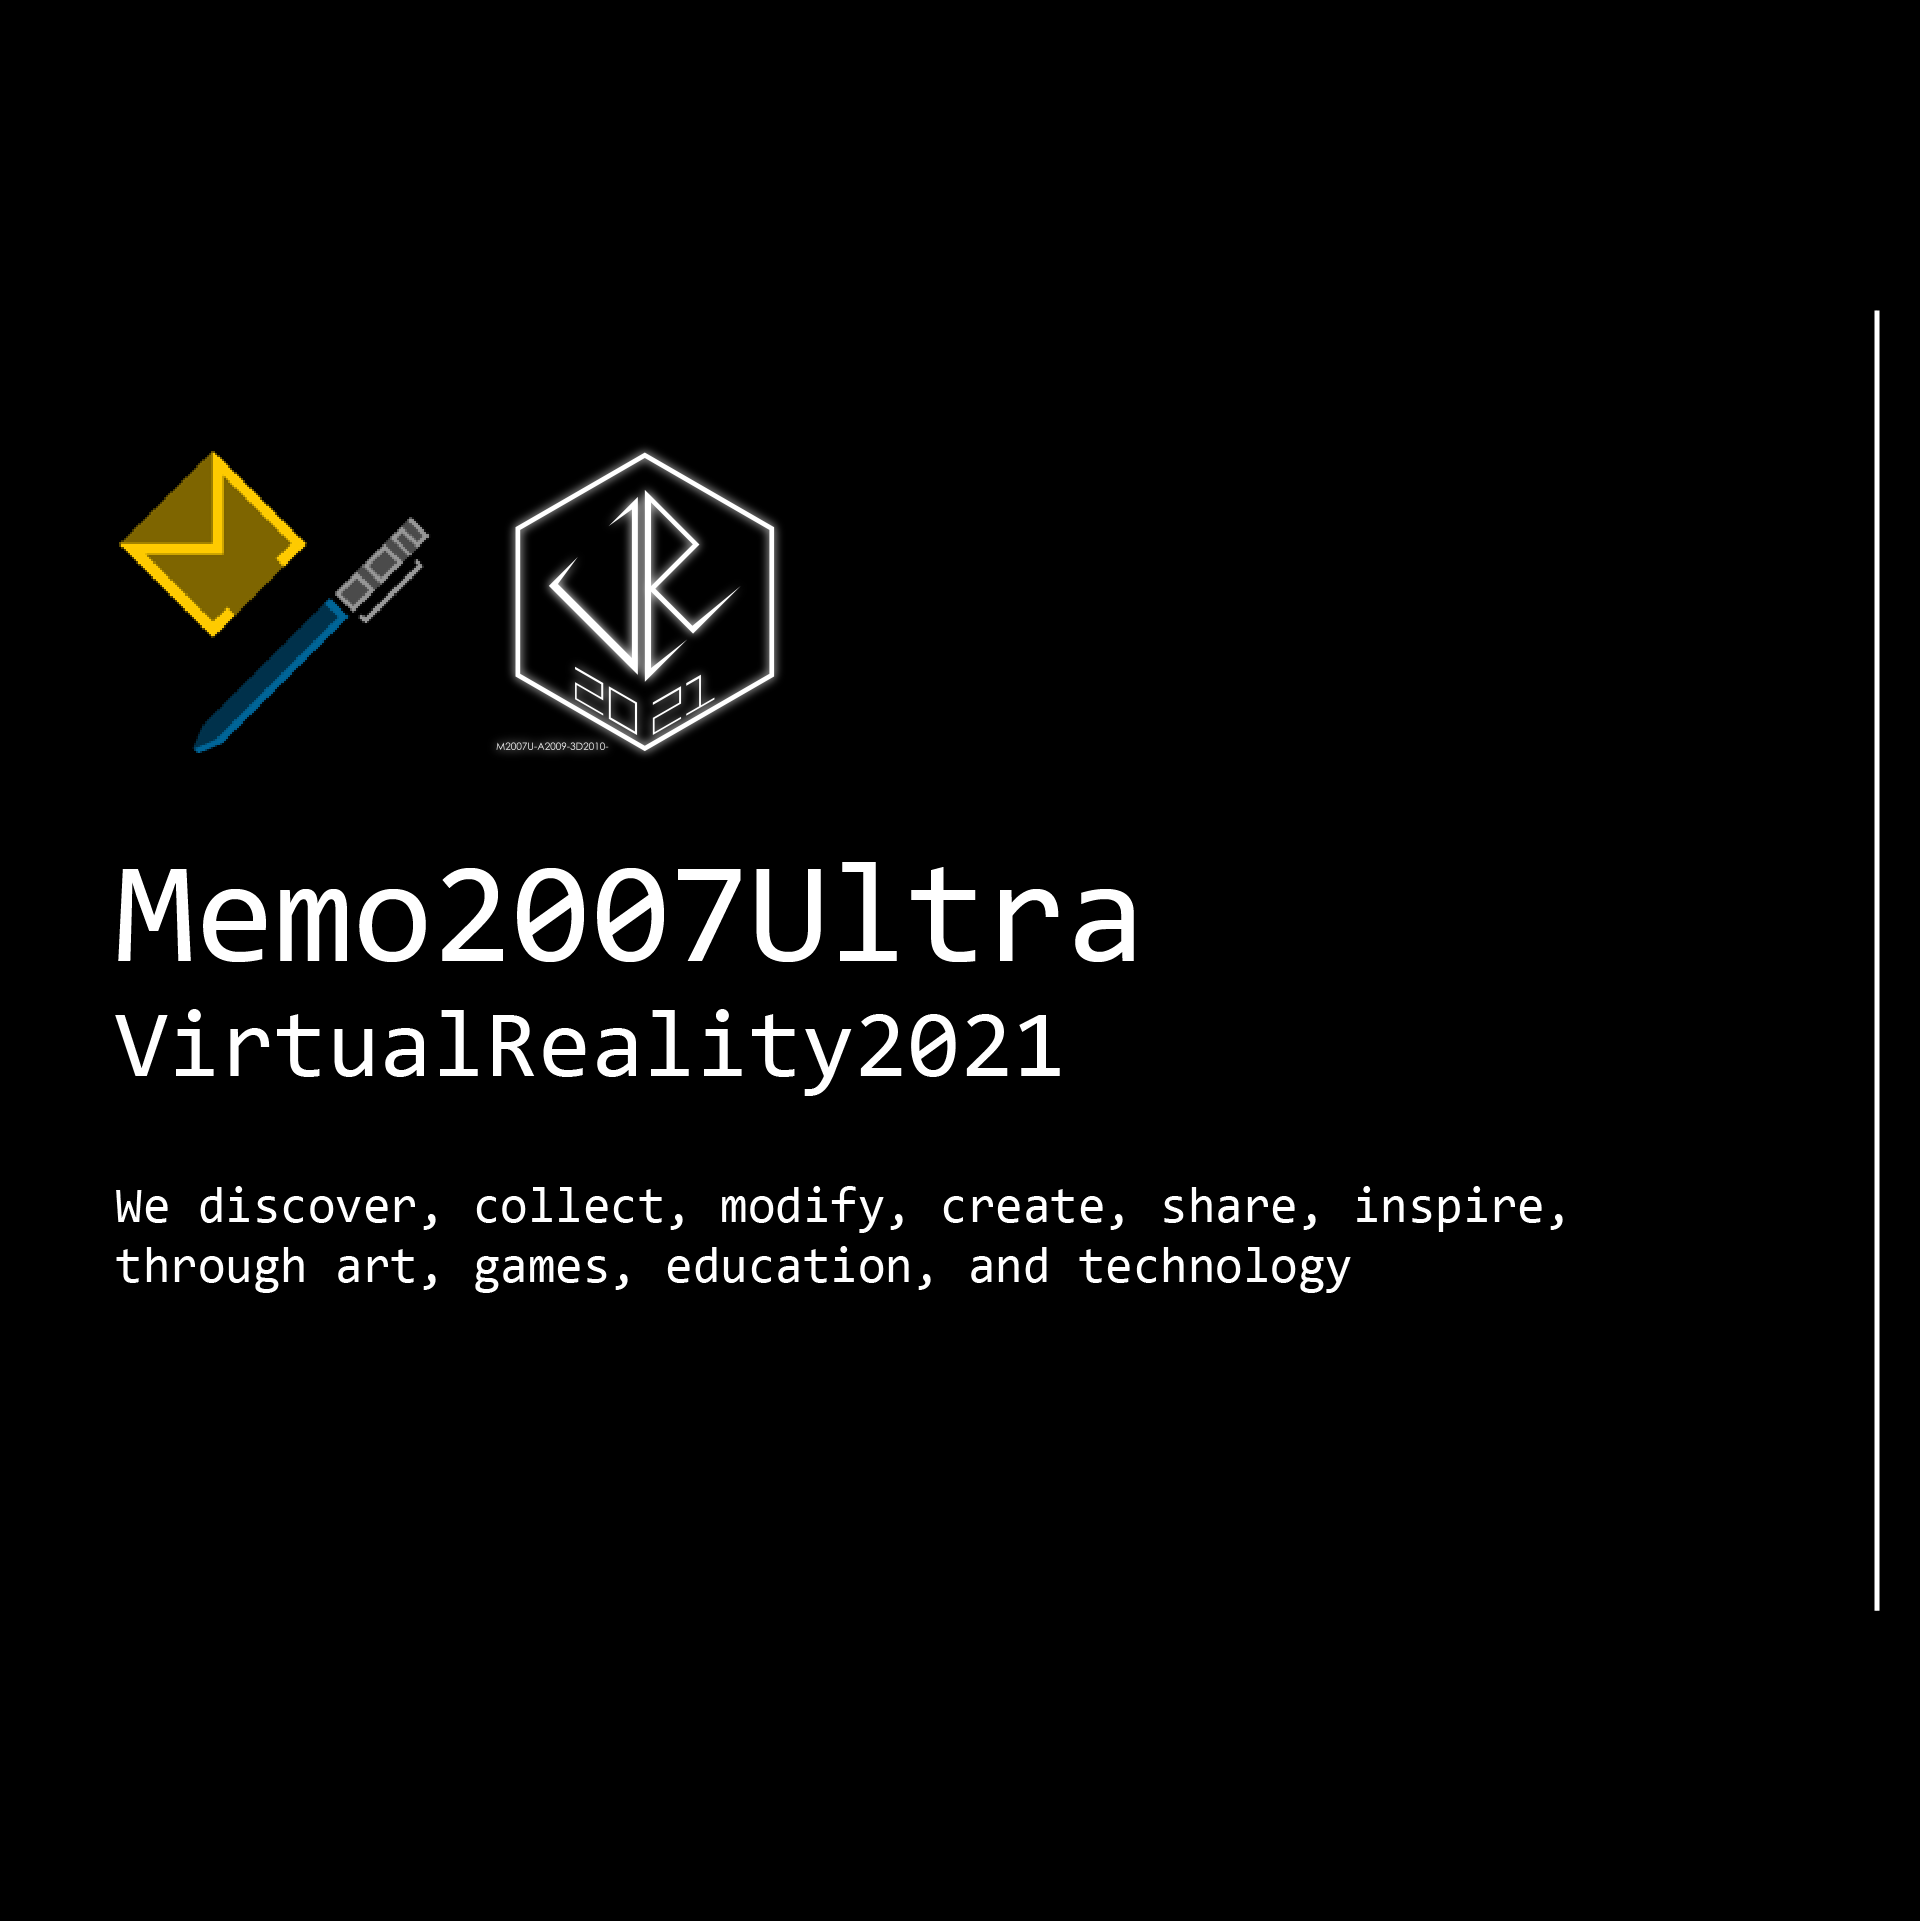 VR
2021
M2007U-A2009-3D2010-
Memo2007Ultra
VirtualReality2021
We discover, collect, modify, create, share, inspire,
through art, games, education, and technology